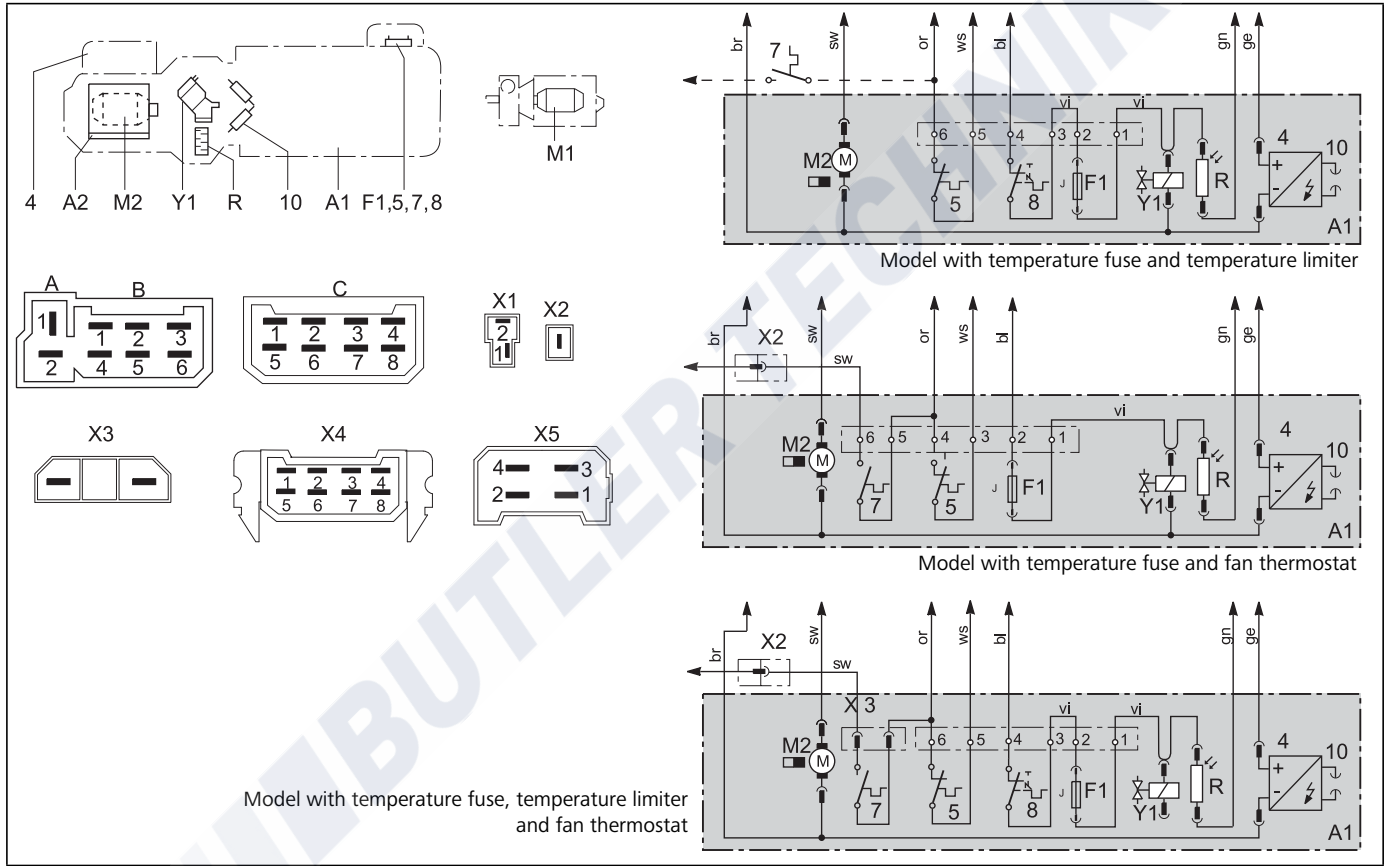 4 A2 M2 Y1 R 10 A1 F1,5,7,8
M1
A B
1 2
1 2 3
4 5 6
C
1 2 3 4
5 6 7 8
X1
2
1
X2
X3
X4
1 2 3 4
5 6 7 8
X5
4 3
2 1
br 7 sw or ws bl gn ge
vi vi
6 5 4 3 2 1 4 10
M2 M 5 8 J F1 Y1 R + -
A1
Model with temperature fuse and temperature limiter
br X2 sw or ws bl gn ge
sw
vi
6 5 4 3 2 1 4 10
M2 M 7 5 J F1 Y1 R + -
A1
Model with temperature fuse and fan thermostat
br X2 sw or ws bl gn ge
sw
X 3 vi vi
6 5 4 3 2 1 4 10
M2 M 7 5 8 J F1 Y1 R + -
A1
Model with temperature fuse, temperature limiter
and fan thermostat
BUTLER TECHNIK